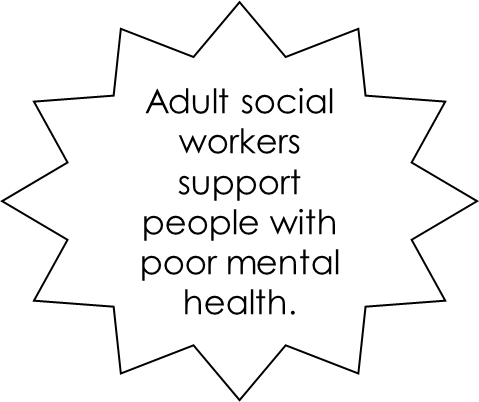 Adult social
workers
support
people with
poor mental
health.